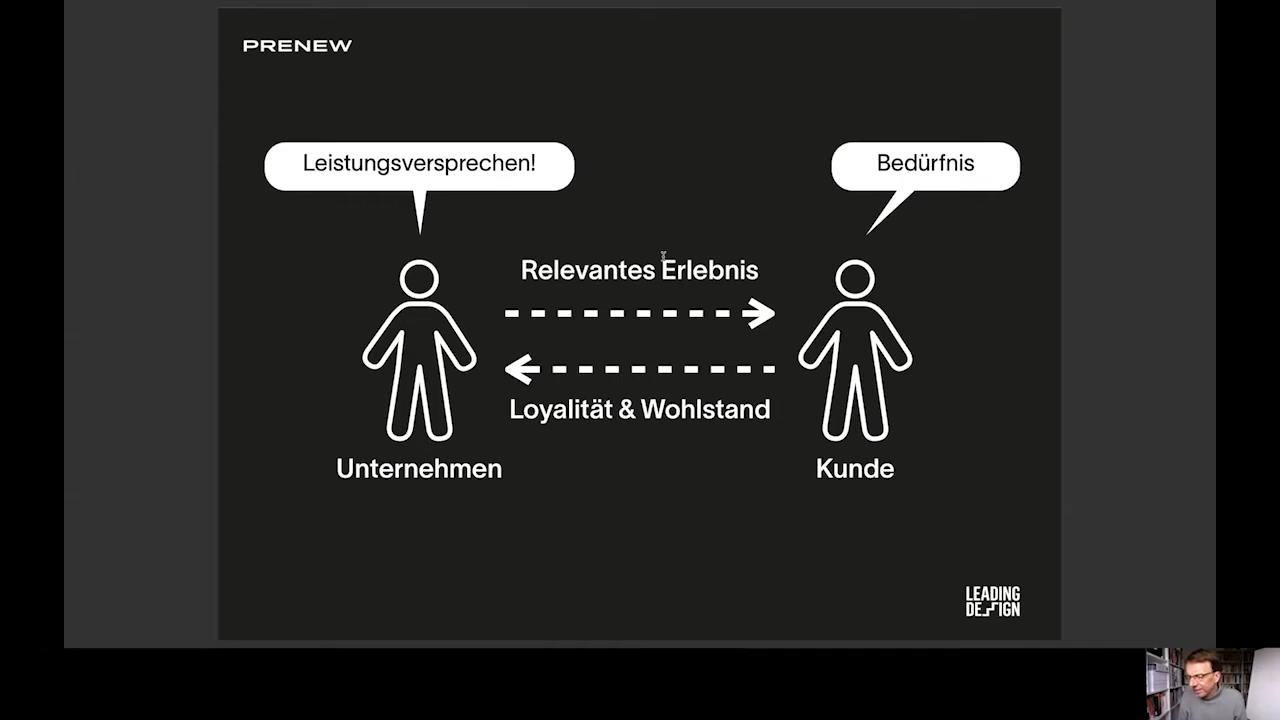 PRENEW
Leistungsversprechen!
Bedürfnis
Relevantes Erlebnis
Loyalität & Wohlstand
Unternehmen
Kunde
LEADING
DESIGN